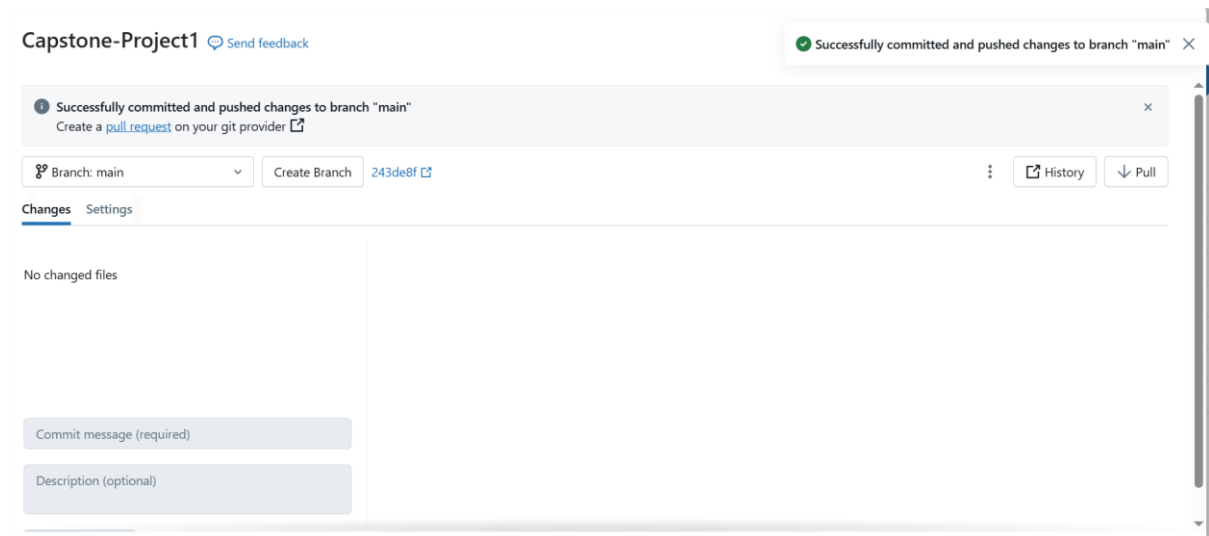 Capstone-Project1 Send feedback
Successfully committed and pushed changes to branch "main"
Successfully committed and pushed changes to branch "main"
Create a pull request on your git provider
Branch: main
Create Branch
243de8f
History
Pull
Changes Settings
No changed files
Commit message (required)
Description (optional)